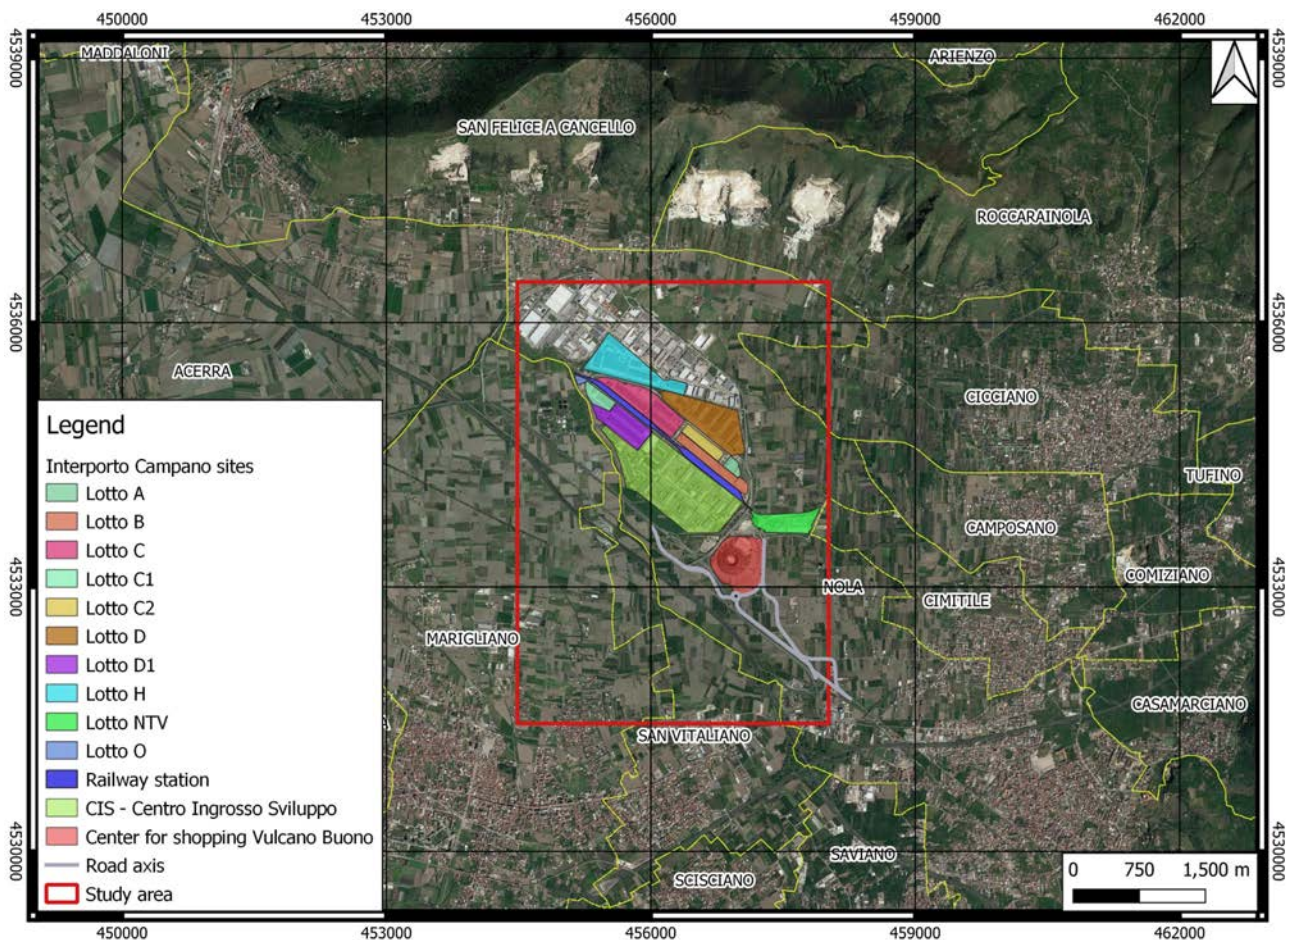 450000 453000 456000 459000 462000
4539000
4539000
MADDALONI
ARIENZO
SAN FELICE A CANCELLO
ROCCARAINOLA
4536000
4536000
ACERRA
CICCIANO
TUFINO
CAMPOSANO
COMIZIANO
4533000
4533000
NOLA
CIMITILE
MARIGLIANO
CASAMARCIANO
SAN VITALIANO
SAVIANO
SCISCIANO
4530000
4530000
Legend
Interporto Campano sites
Lotto A
Lotto B
Lotto C
Lotto C1
Lotto C2
Lotto D
Lotto D1
Lotto H
Lotto NTV
Lotto O
Railway station
CIS - Centro Ingrosso Sviluppo
Center for shopping Vulcano Buono
Road axis
Study area
0 750 1,500 m
450000 453000 456000 459000 462000